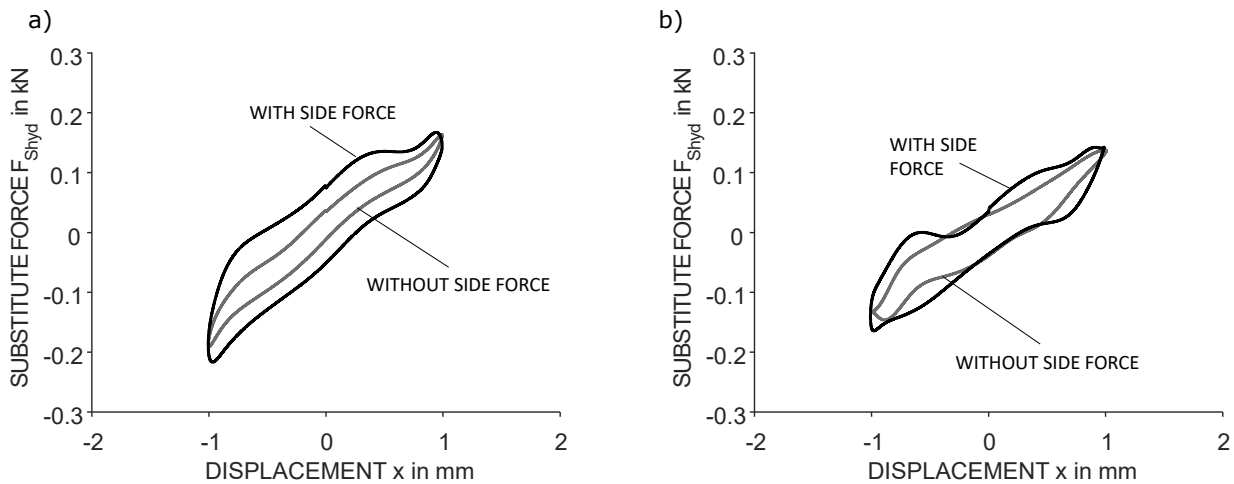 a)
SUBSTITUTE FORCE F_Shyd in kN
0.3
0.2
0.1
0
-0.1
-0.2
-0.3
WITH SIDE FORCE
WITHOUT SIDE FORCE
-2
-1
0
1
2
DISPLACEMENT x in mm
b)
SUBSTITUTE FORCE F_Shyd in kN
0.3
0.2
0.1
0
-0.1
-0.2
-0.3
WITH SIDE
FORCE
WITHOUT SIDE FORCE
-2
-1
0
1
2
DISPLACEMENT x in mm